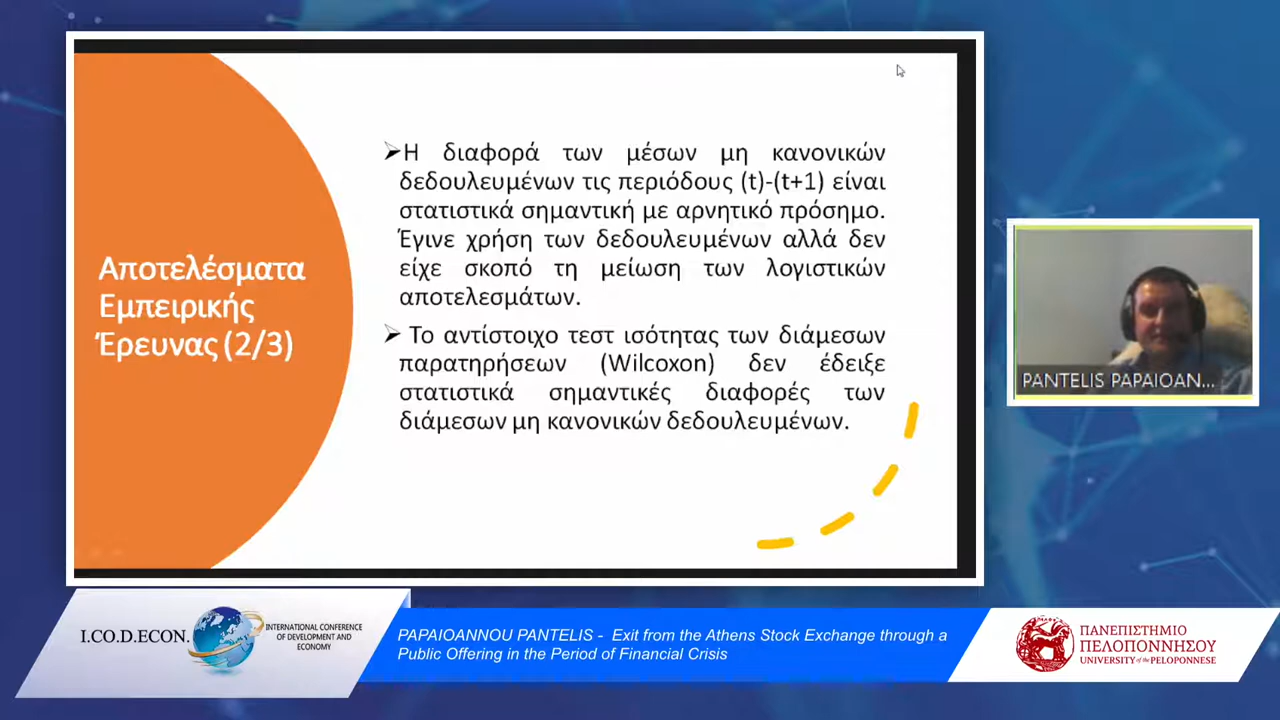 Αποτελέσματα
Εμπειρικής
Έρευνας (2/3)
➢Η διαφορά των μέσων μη κανονικών
δεδουλευμένων τις περιόδους (t)-(t+1) είναι
στατιστικά σημαντική με αρνητικό πρόσημο.
Έγινε χρήση των δεδουλευμένων αλλά δεν
είχε σκοπό τη μείωση των λογιστικών
αποτελεσμάτων.
➢ Το αντίστοιχο τεστ ισότητας των διάμεσων
παρατηρήσεων (Wilcoxon) δεν έδειξε
στατιστικά σημαντικές διαφορές των
διάμεσων μη κανονικών δεδουλευμένων.
PANTELIS PAPAIOAN...
I.CO.D.ECON.
INTERNATIONAL CONFERENCE
OF DEVELOPMENT AND
ECONOMY
PAPAIOANNOU PANTELIS - Exit from the Athens Stock Exchange through a
Public Offering in the Period of Financial Crisis
ΠΑΝΕΠΙΣΤΗΜΙΟ
ΠΕΛΟΠΟΝΝΗΣΟΥ
UNIVERSITY of the PELOPONNESE